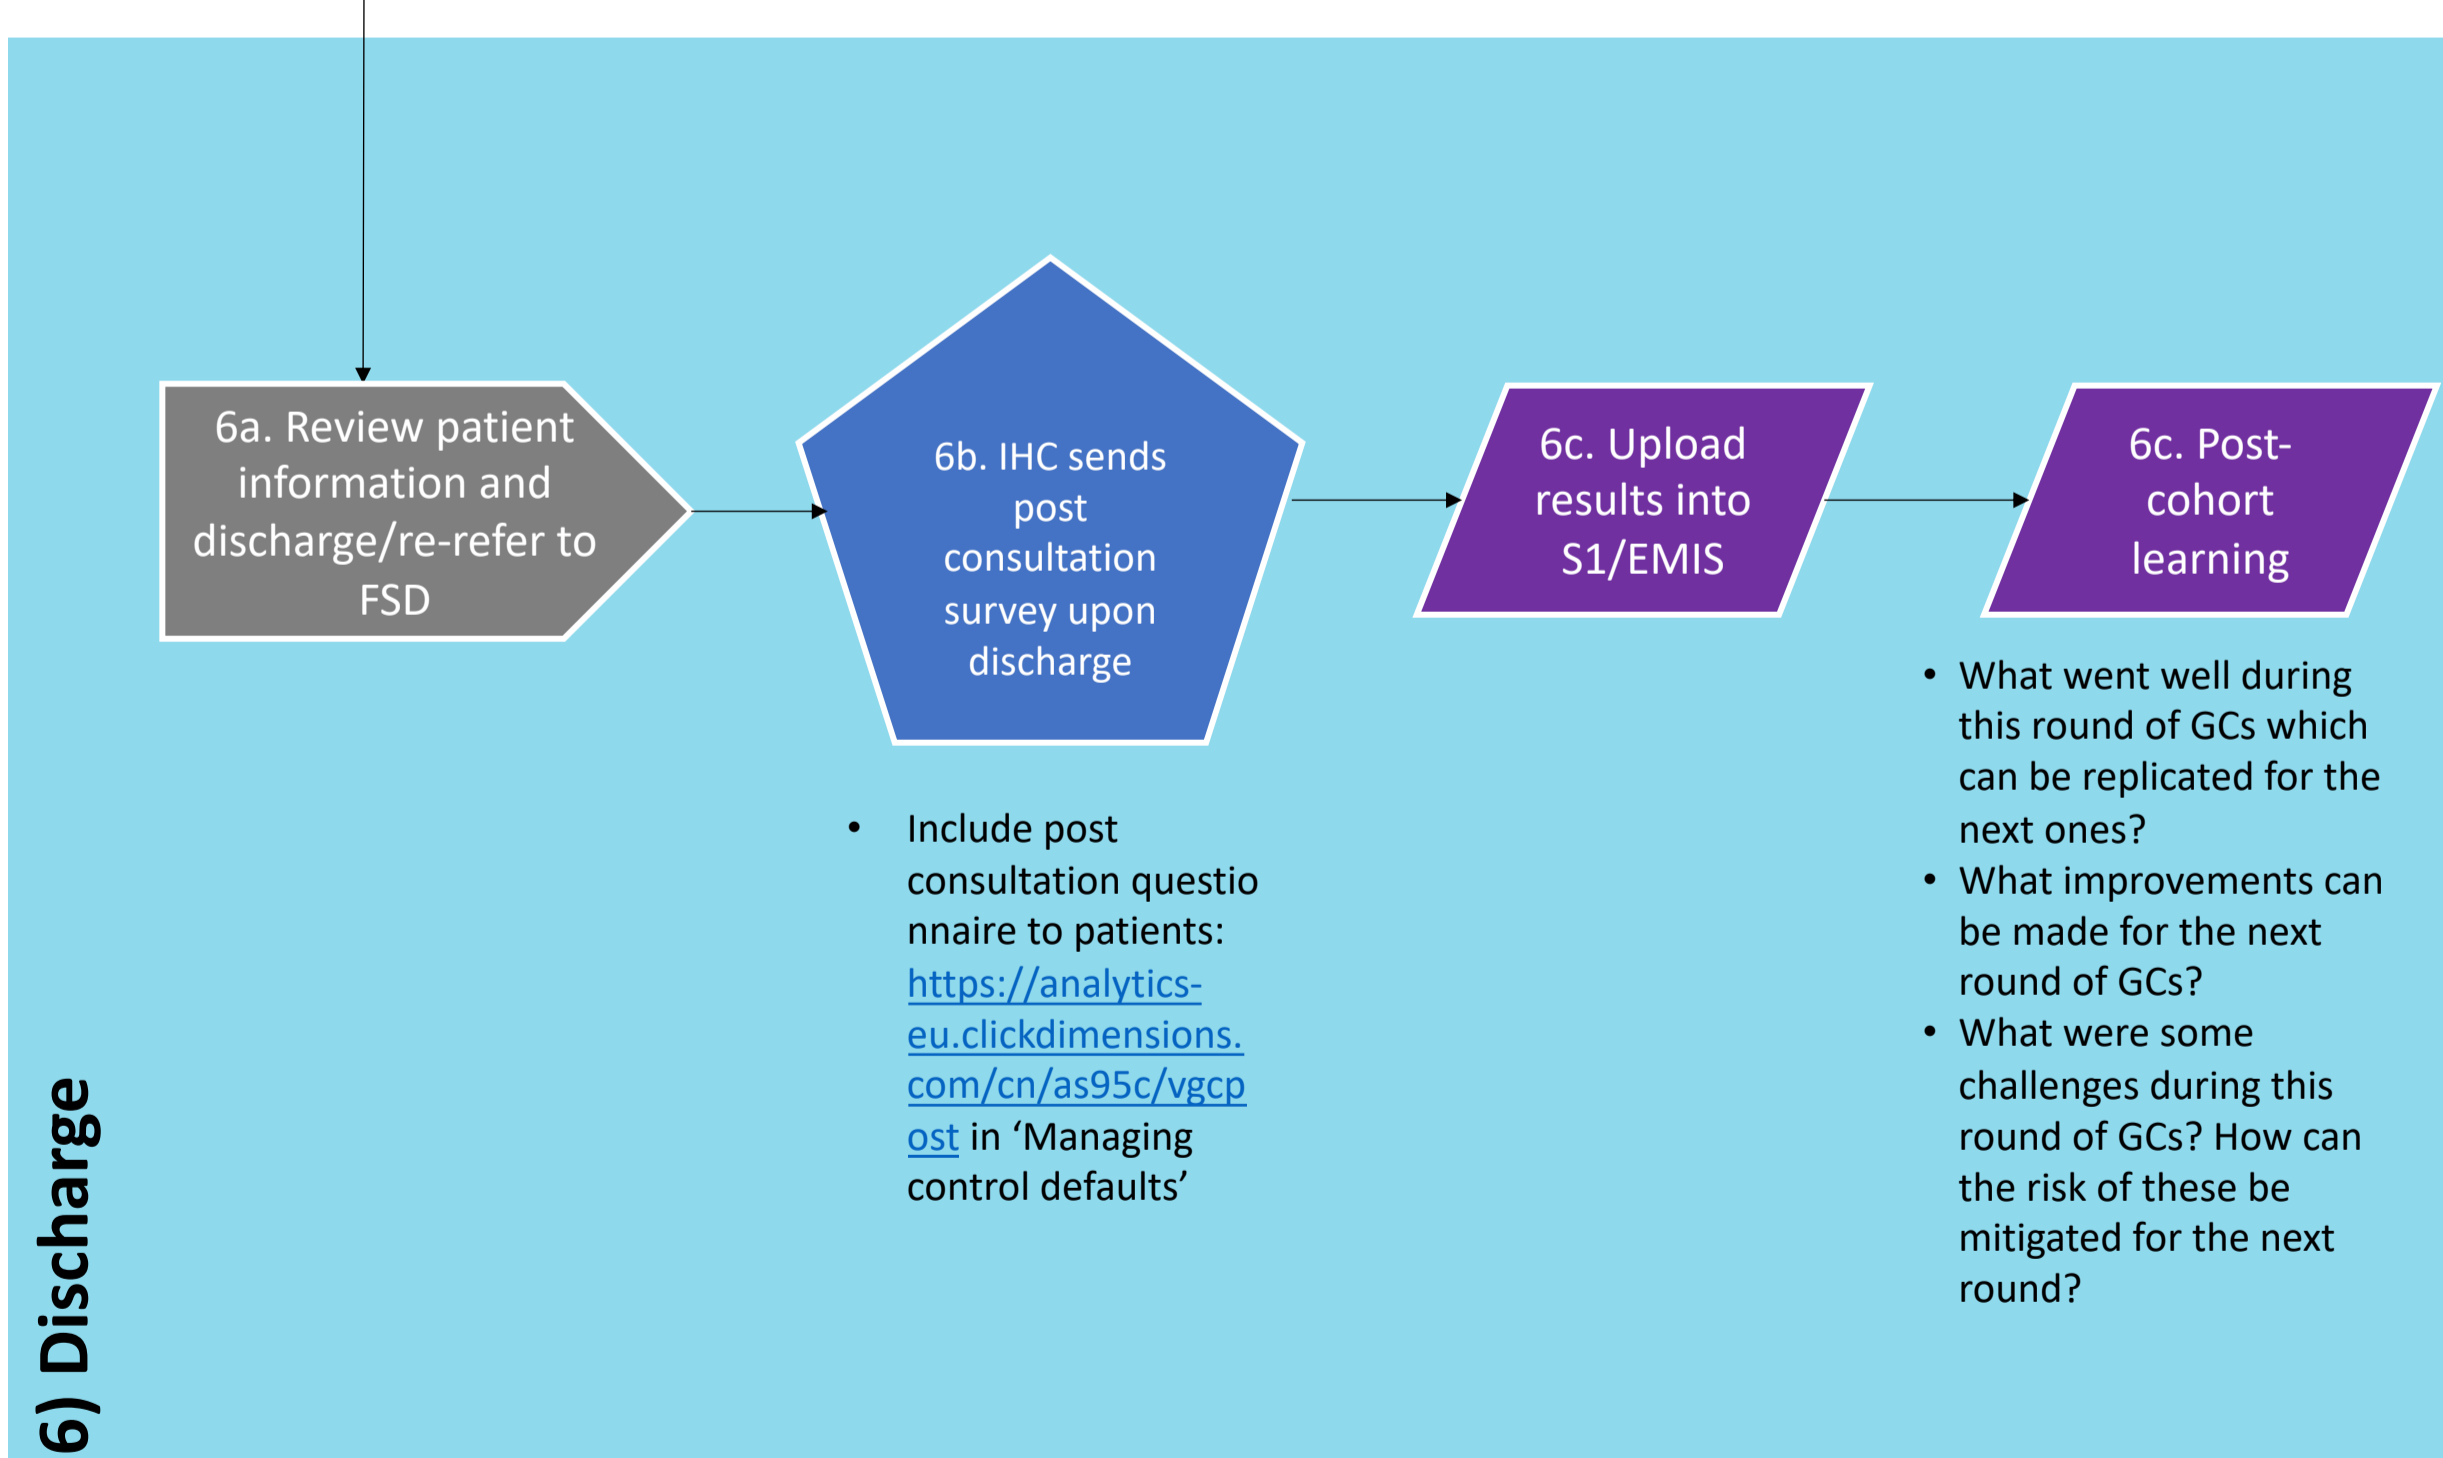 6a. Review patient
information and
discharge/re-refer to
FSD
6b. IHC sends
post
consultation
survey upon
discharge
6c. Upload
results into
S1/EMIS
6c. Post-
cohort
learning
• Include post
consultation questio
nnaire to patients:
https://analytics-
eu.clickdimensions.
com/cn/as95c/vgcp
ost in ‘Managing
control defaults’
• What went well during
this round of GCs which
can be replicated for the
next ones?
• What improvements can
be made for the next
round of GCs?
• What were some
challenges during this
round of GCs? How can
the risk of these be
mitigated for the next
round?
6) Discharge